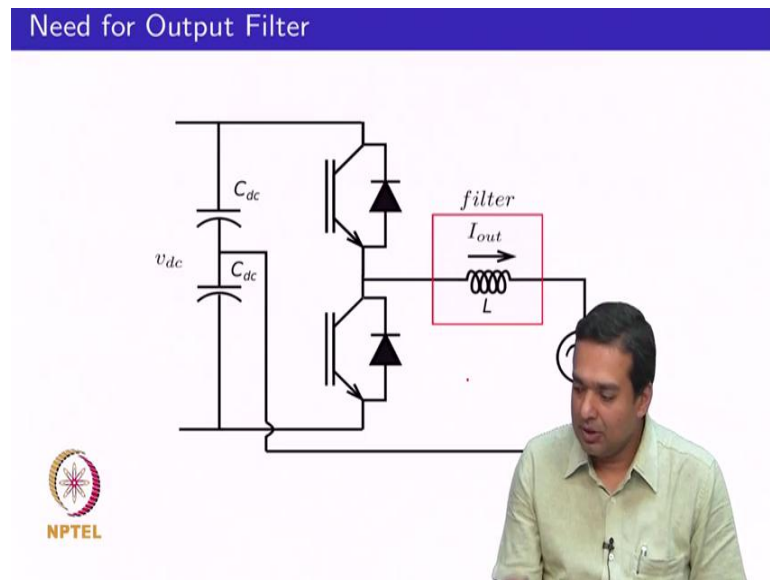 Need for Output Filter
filter
I_out
C_dc
v_dc
C_dc
L
NPTEL